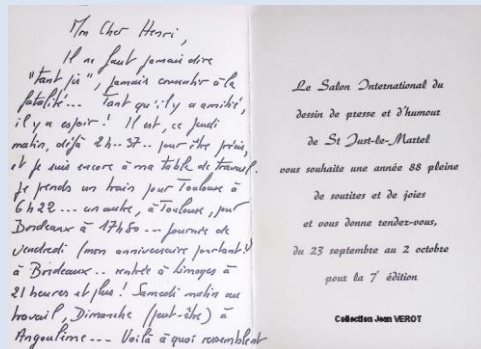 Mon Cher Henri,
Il ne faut jamais dire
"tant pis", jamais consentir à la
fatalité... Tant qu'il y a amitié,
il y a espoir ! Il est, ce jeudi
matin, déjà 2h..37.. pour être précis,
et je suis encore à ma table de travail.
Je prends un train pour Toulouse à
6h22... un autre, à Toulouse, pour
Bordeaux à 17h50... journée de
vendredi (mon anniversaire pourtant !)
à Bordeaux.. rentrée à Limoges à
21 heures et plus ! Samedi matin au
travail, Dimanche (peut-être) à
Angoulême... Voilà à quoi ressemblent
Le Salon International du
dessin de presse et d'humour
de St Just-le-Martel
vous souhaite une année 88 pleine
de sourires et de joies
et vous donne rendez-vous,
du 23 septembre au 2 octobre
pour la 7e édition
Collection Jean VEROT